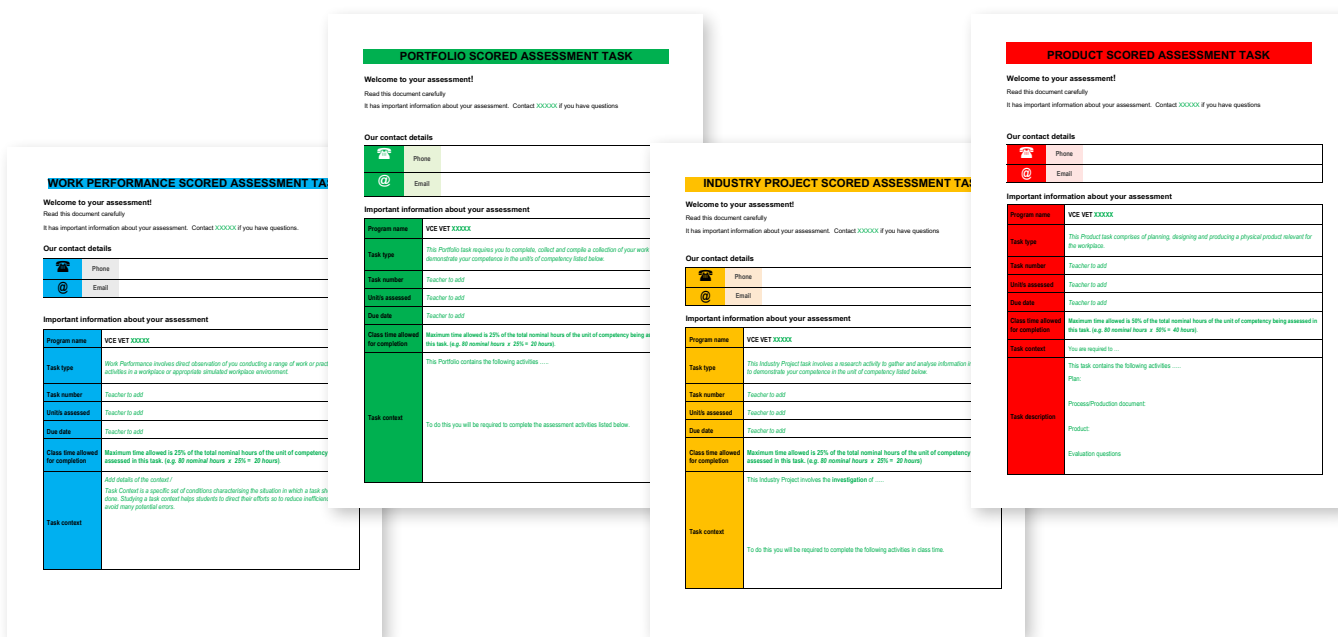 PORTFOLIO SCORED ASSESSMENT TASK
Welcome to your assessment!
Read this document carefully
It has important information about your assessment. Contact XXXXX if you have questions
Our contact details
Phone
@ Email
Important information about your assessment
Program name VCE VET XXXXX
Task type This Portfolio task requires you to complete, collect and compile a collection of your work
demonstrate your competence in the unit/s of competency listed below.
Task number Teacher to add
Unit/s assessed Teacher to add
Due date Teacher to add
Class time allowed Maximum time allowed is 25% of the total nominal hours of the unit of competency being
for completion this task. (e.g. 80 nominal hours x 25% = 20 hours).
This Portfolio contains the following activities ......
Task context
To do this you will be required to complete the assessment activities listed below.
PRODUCT SCORED ASSESSMENT TASK
Welcome to your assessment!
Read this document carefully
It has important information about your assessment. Contact XXXXX if you have questions
Our contact details
Phone
@ Email
Important information about your assessment
Program name VCE VET XXXXX
Task type This Product task comprises of planning, designing and producing a physical product relevant for
the workplace.
Task number Teacher to add
Unit/s assessed Teacher to add
Due date Teacher to add
Class time allowed Maximum time allowed is 50% of the total nominal hours of the unit of competency being assessed in
for completion this task. (e.g. 80 nominal hours x 50% = 40 hours).
Task context You are required to ...
This task contains the following activities ......
Plan:
Process/Production document:
Task description
Product:
Evaluation questions
WORK PERFORMANCE SCORED ASSESSMENT TA
Welcome to your assessment!
Read this document carefully
It has important information about your assessment. Contact XXXXX if you have questions.
Our contact details
Phone
@ Email
Important information about your assessment
Program name VCE VET XXXXX
Task type Work Performance involves direct observation of you conducting a range of work or prac
activities in a workplace or appropriate simulated workplace environment.
Task number Teacher to add
Unit/s assessed Teacher to add
Due date Teacher to add
Class time allowed Maximum time allowed is 25% of the total nominal hours of the unit of competency
for completion assessed in this task. (e.g. 80 nominal hours x 25% = 20 hours).
Add details of the context /
Task Context is a specific set of conditions characterising the situation in which a task
done. Studying a task context helps students to direct their efforts so to reduce
avoid many potential errors.
Task context
INDUSTRY PROJECT SCORED ASSESSMENT TA
Welcome to your assessment!
Read this document carefully
It has important information about your assessment. Contact XXXXX if you have questions
Our contact details
Phone
@ Email
Important information about your assessment
Program name VCE VET XXXXX
Task type This Industry Project task involves a research activity to gather and analyse information
to demonstrate your competence in the unit of competency listed below.
Task number Teacher to add
Unit/s assessed Teacher to add
Due date Teacher to add
Class time allowed Maximum time allowed is 25% of the total nominal hours of the unit of competency
for completion assessed in this task. (e.g. 80 nominal hours x 25% = 20 hours)
This Industry Project involves the investigation of ......
Task context
To do this you will be required to complete the following activities in class time.